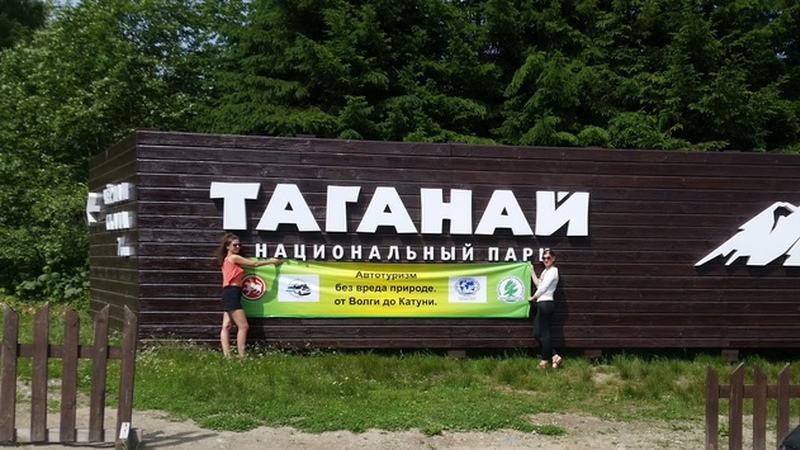 ТАГАНАЙ
НАЦИОНАЛЬНЫЙ ПАРК
Автотуризм
без вреда природе.
от Волги до Катуни.